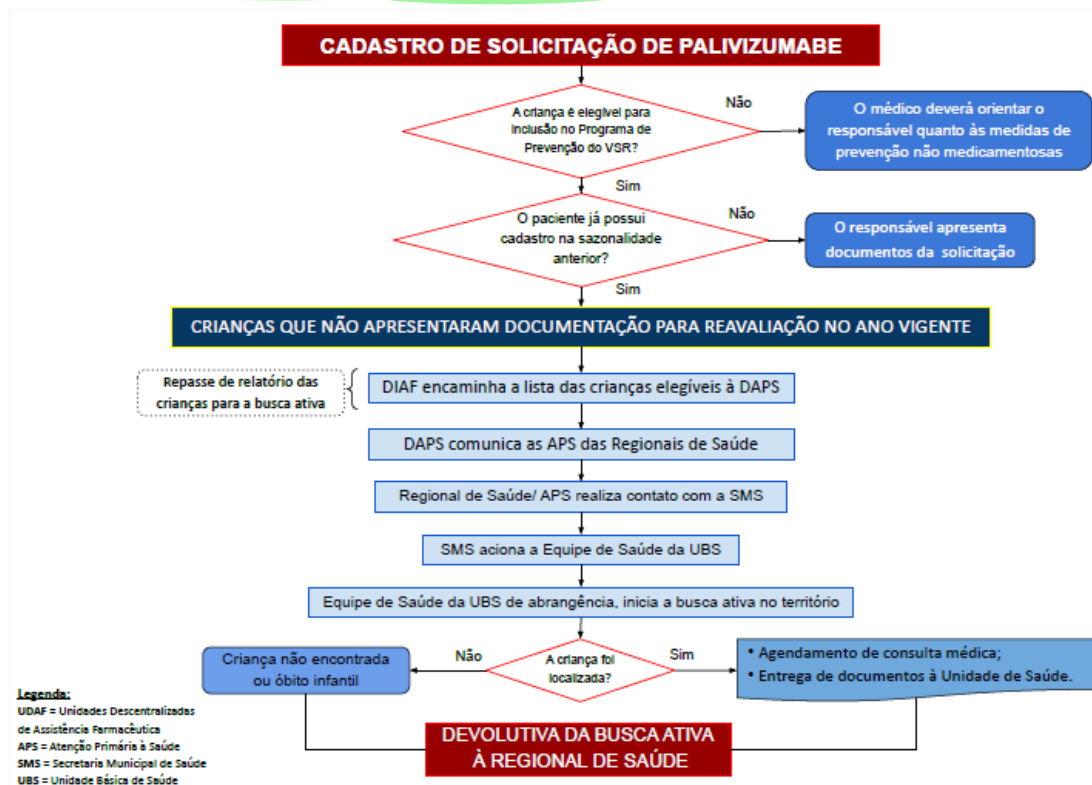 CADASTRO DE SOLICITAÇÃO DE PALIVIZUMABE
A criança é elegível para
Inclusão no Programa de
Prevenção do VSR?
Não
O médico deverá orientar o
responsável quanto às medidas de
prevenção não medicamentosas
Sim
O paciente já possui
cadastro na sazonalidade
anterior?
Não
O responsável apresenta
documentos da solicitação
Sim
CRIANÇAS QUE NÃO APRESENTARAM DOCUMENTAÇÃO PARA REAVALIAÇÃO NO ANO VIGENTE
Repasse de relatório das
crianças para a busca ativa
DIAF encaminha a lista das crianças elegíveis à DAPS
DAPS comunica as APS das Regionais de Saúde
Regional de Saúde/ APS realiza contato com a SMS
SMS aciona a Equipe de Saúde da UBS
Equipe de Saúde da UBS de abrangência, inicia a busca ativa no território
A criança foi
localizada?
Não
Criança não encontrada
ou óbito infantil
Sim
• Agendamento de consulta médica;
• Entrega de documentos à Unidade de Saúde.
DEVOLUTIVA DA BUSCA ATIVA
À REGIONAL DE SAÚDE
Legenda:
UDAF = Unidades Descentralizadas
de Assistência Farmacêutica
APS = Atenção Primária à Saúde
SMS = Secretaria Municipal de Saúde
UBS = Unidade Básica de Saúde